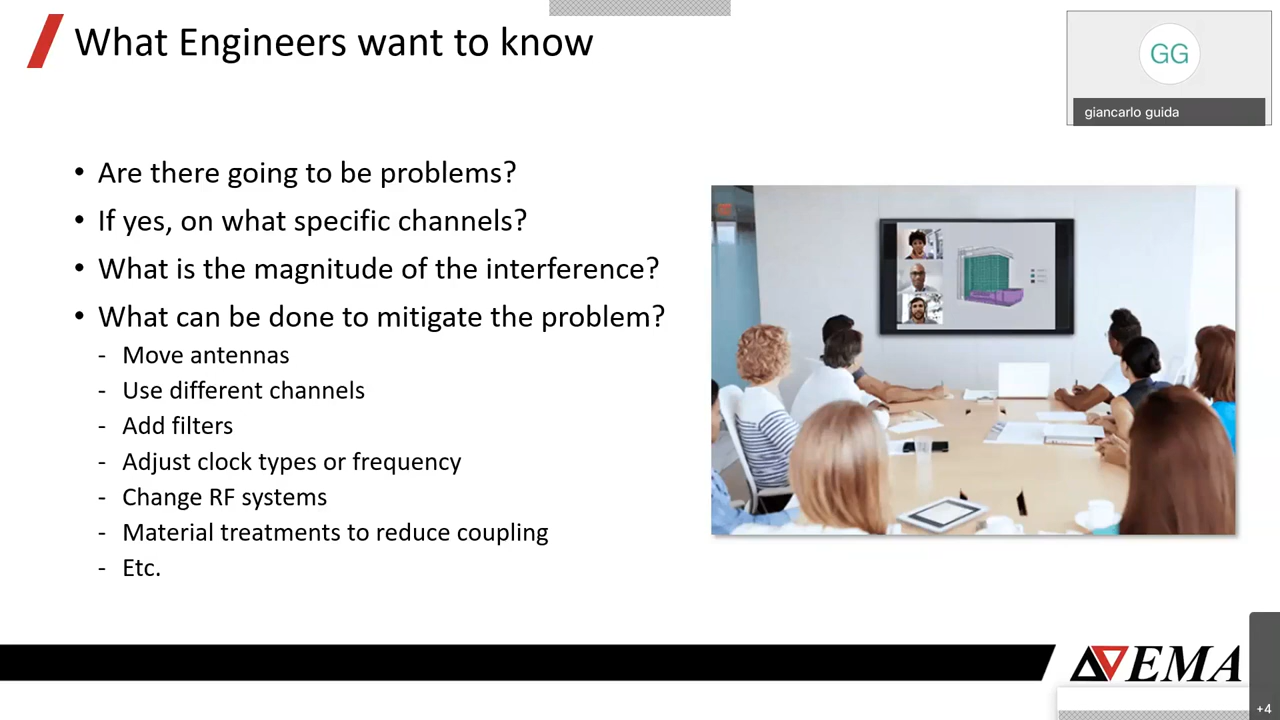 What Engineers want to know
GG
giancarlo guida
• Are there going to be problems?
• If yes, on what specific channels?
• What is the magnitude of the interference?
• What can be done to mitigate the problem?
- Move antennas
- Use different channels
- Add filters
- Adjust clock types or frequency
- Change RF systems
- Material treatments to reduce coupling
- Etc.
EMA
+4